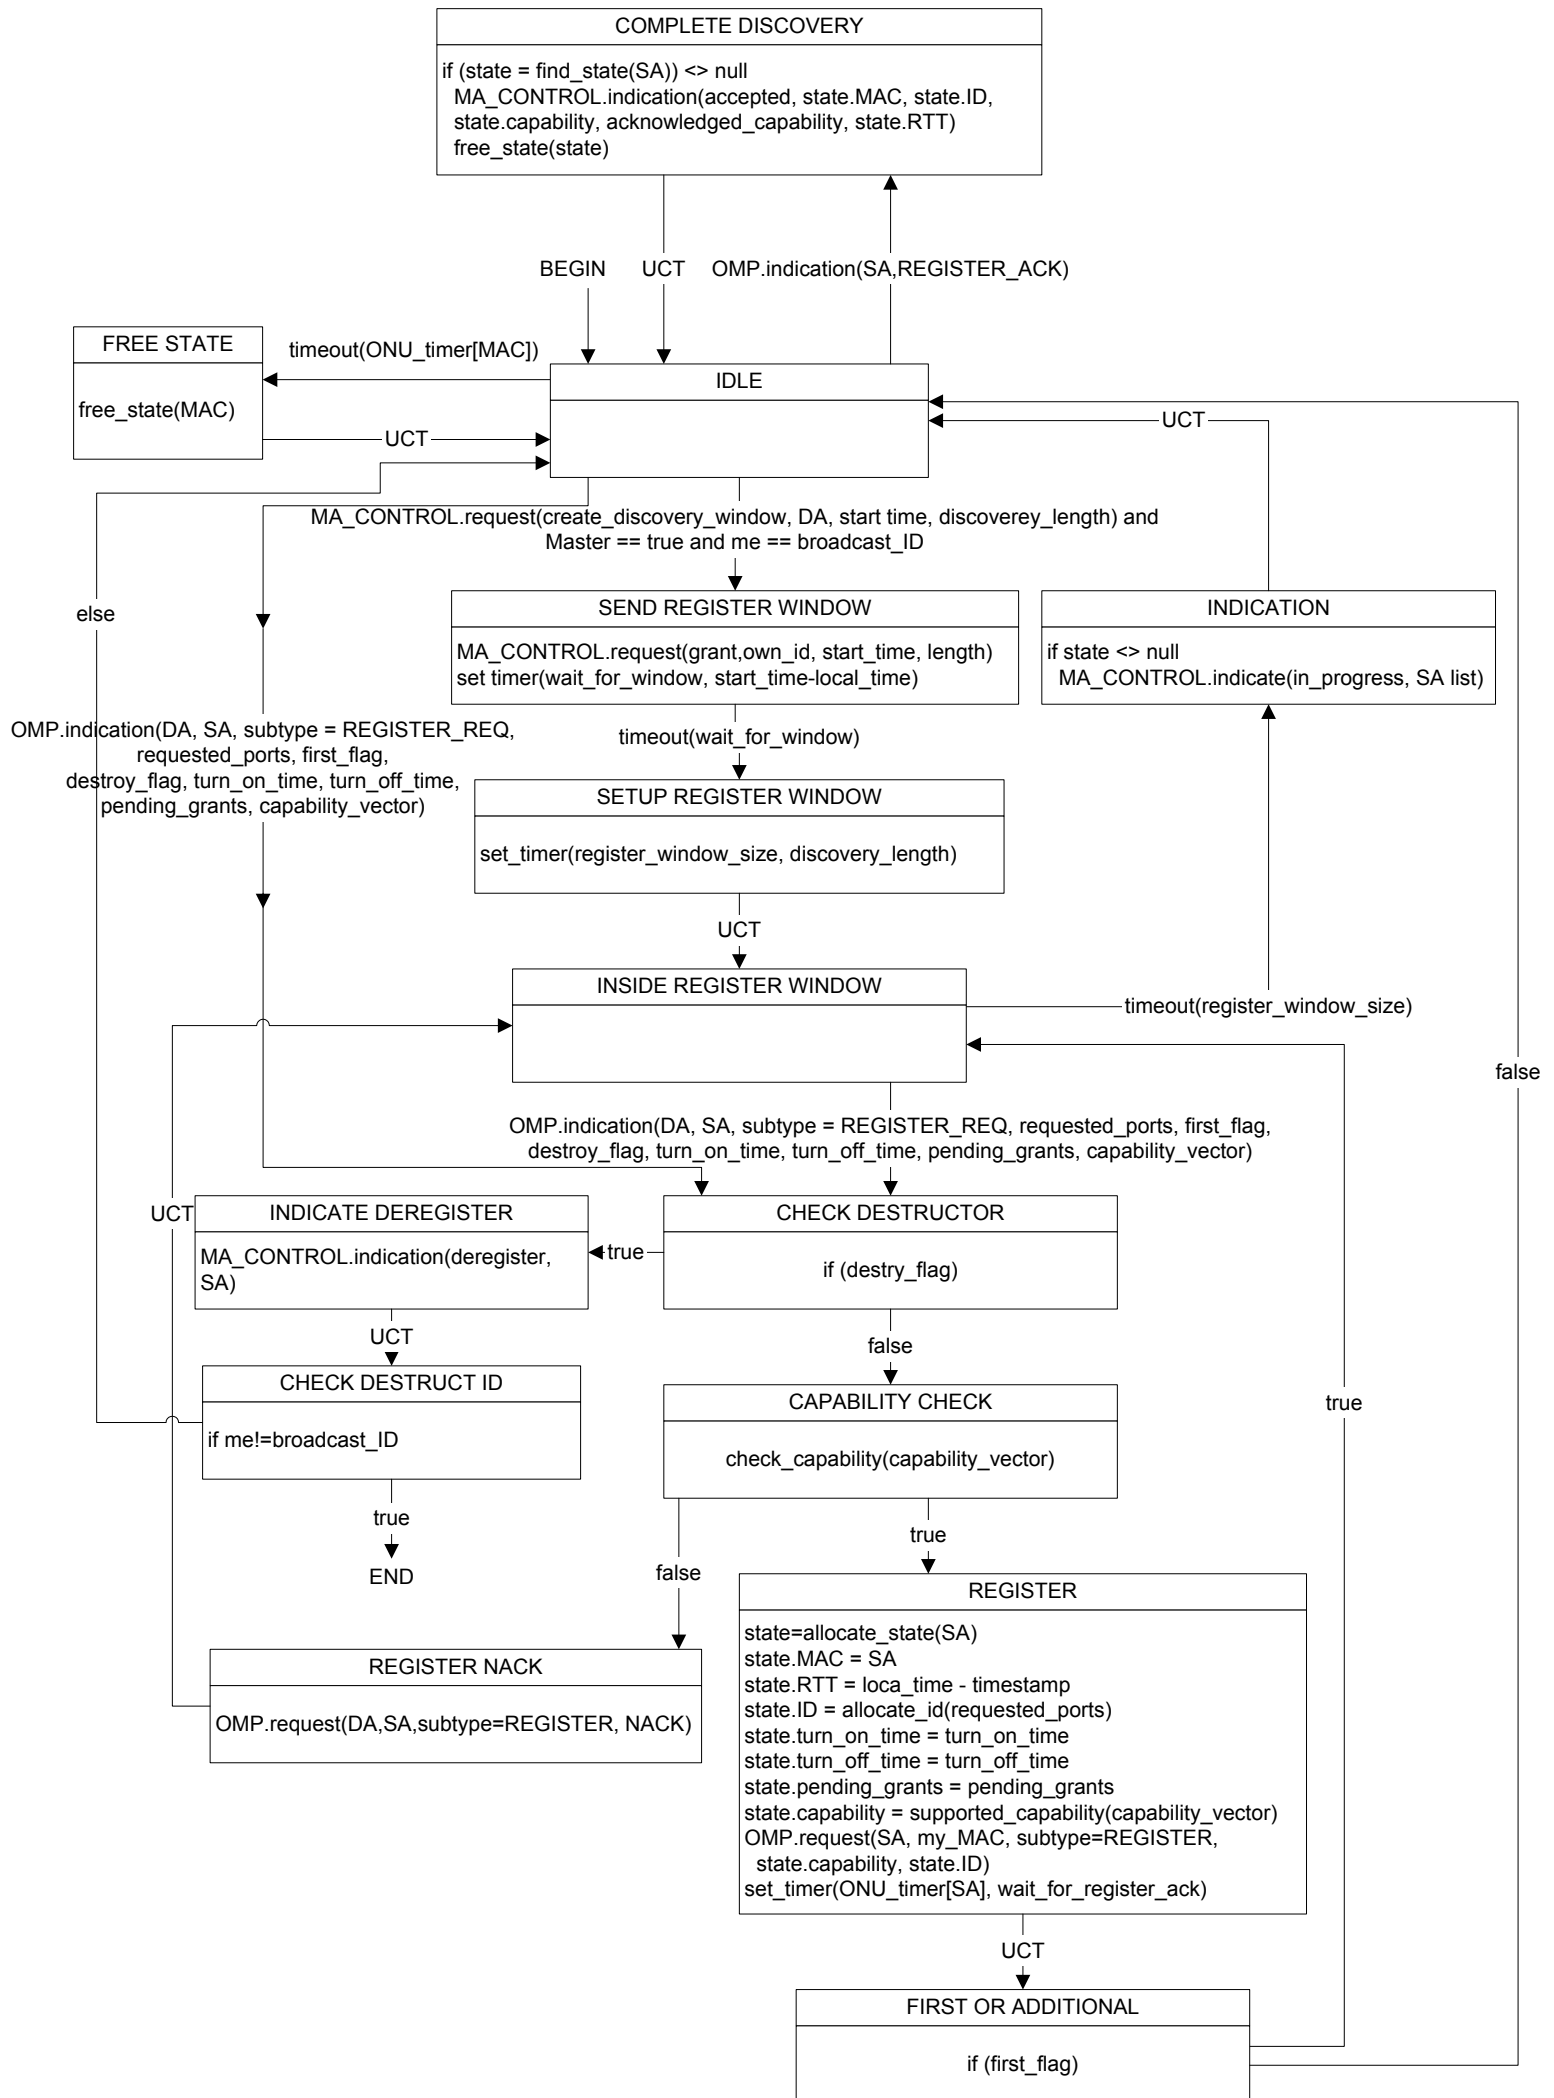 COMPLETE DISCOVERY
if (state = find_state(SA)) <> null
MA_CONTROL.indication(accepted, state.MAC, state.ID,
state.capability, acknowledged_capability, state.RTT)
free_state(state)
BEGIN
UCT
OMP.indication(SA,REGISTER_ACK)
FREE STATE
free_state(MAC)
timeout(ONU_timer[MAC])
UCT
IDLE
UCT
MA_CONTROL.request(create_discovery_window, DA, start time, discoverey_length) and
Master == true and me == broadcast_ID
else
SEND REGISTER WINDOW
MA_CONTROL.request(grant,own_id, start_time, length)
set timer(wait_for_window, start_time-local_time)
INDICATION
if state <> null
MA_CONTROL.indicate(in_progress, SA list)
OMP.indication(DA, SA, subtype = REGISTER_REQ,
requested_ports, first_flag,
destroy_flag, turn_on_time, turn_off_time,
pending_grants, capability_vector)
timeout(wait_for_window)
SETUP REGISTER WINDOW
set_timer(register_window_size, discovery_length)
UCT
INSIDE REGISTER WINDOW
timeout(register_window_size)
false
OMP.indication(DA, SA, subtype = REGISTER_REQ, requested_ports, first_flag,
destroy_flag, turn_on_time, turn_off_time, pending_grants, capability_vector)
UCT
INDICATE DEREGISTER
MA_CONTROL.indication(deregister,
SA)
true
CHECK DESTRUCTOR
if (destry_flag)
UCT
false
CHECK DESTRUCT ID
if me!=broadcast_ID
CAPABILITY CHECK
check_capability(capability_vector)
true
true
END
false
true
REGISTER
state=allocate_state(SA)
state.MAC = SA
state.RTT = loca_time - timestamp
state.ID = allocate_id(requested_ports)
state.turn_on_time = turn_on_time
state.turn_off_time = turn_off_time
state.pending_grants = pending_grants
state.capability = supported_capability(capability_vector)
OMP.request(SA, my_MAC, subtype=REGISTER,
state.capability, state.ID)
set_timer(ONU_timer[SA], wait_for_register_ack)
REGISTER NACK
OMP.request(DA,SA,subtype=REGISTER, NACK)
UCT
FIRST OR ADDITIONAL
if (first_flag)